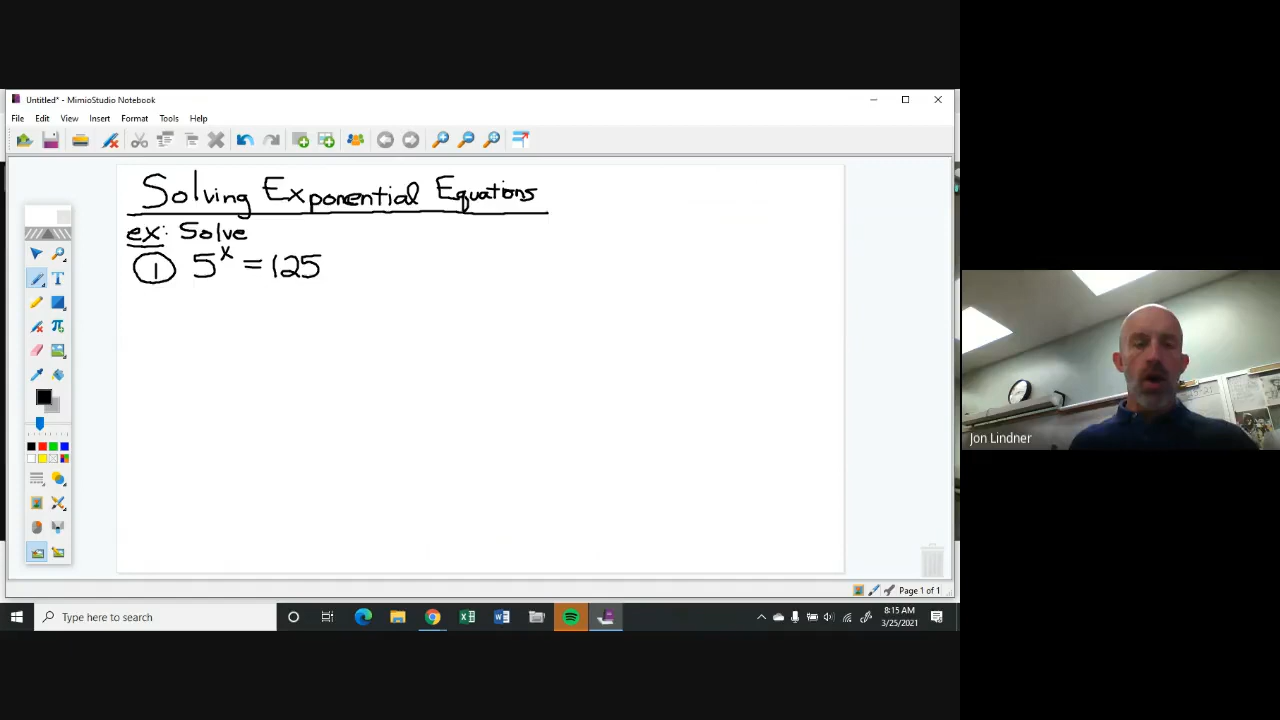 Untitled* - MimioStudio Notebook
File Edit View Insert Format Tools Help
Solving Exponential Equations
ex: Solve
① 5^x = 125
Jon Lindner
Page 1 of 1
Type here to search
8:15 AM
3/25/2021